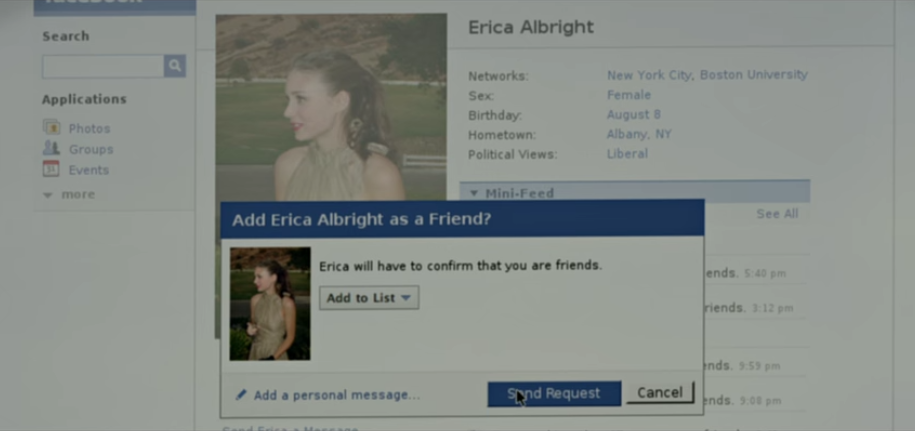 facebook
Search
Applications
Photos
Groups
Events
more
Erica Albright
Networks: New York City, Boston University
Sex: Female
Birthday: August 8
Hometown: Albany, NY
Political Views: Liberal
Mini-Feed
See All
Add Erica Albright as a Friend?
Erica will have to confirm that you are friends.
Add to List
ends. 5:40 pm
riends. 3:12 pm
ends. 9:59 pm
ends. 9:08 pm
Add a personal message...
Send Request
Cancel
Send Erica a Message